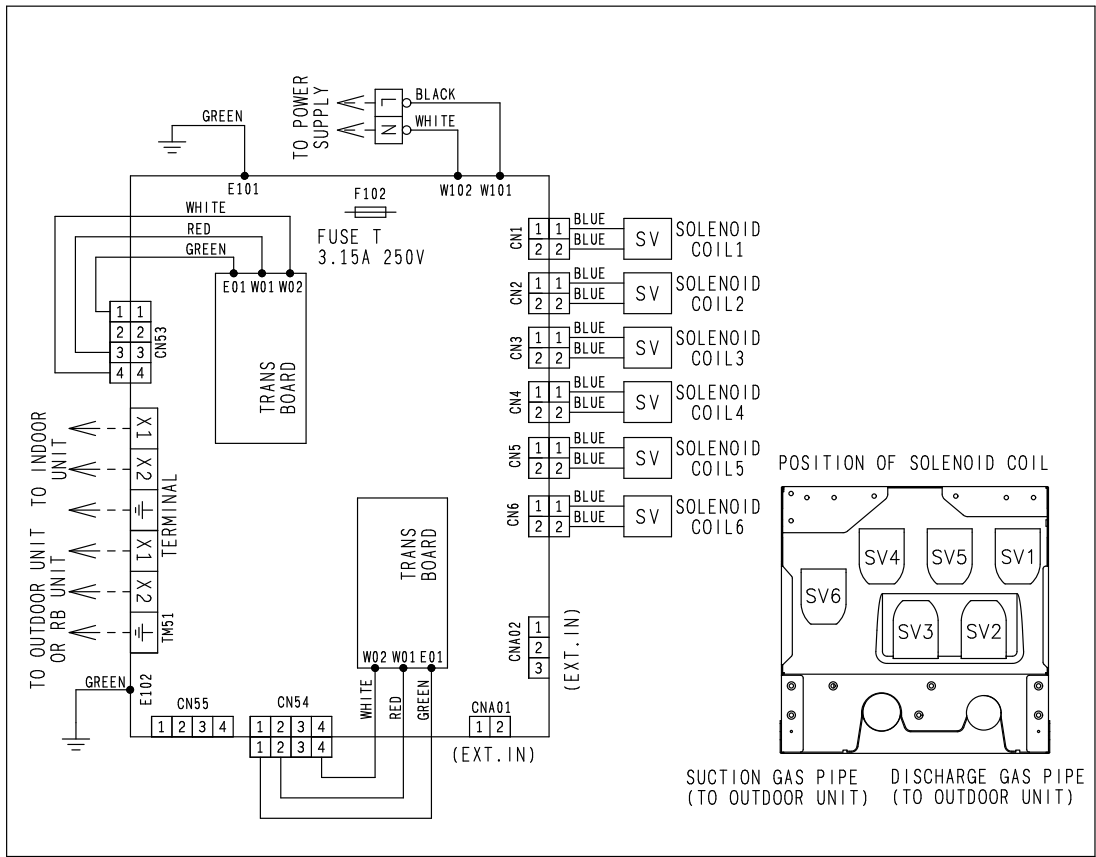 TO POWER
SUPPLY
L
BLACK
N
WHITE
GREEN
E101
W102 W101
F102
FUSE T
3.15A 250V
WHITE
RED
GREEN
E01 W01 W02
TRANS
BOARD
1 1
2 2
3 3
4 4
CN53
CN1
1 1
2 2
BLUE
BLUE
SV
SOLENOID
COIL1
CN2
1 1
2 2
BLUE
BLUE
SV
SOLENOID
COIL2
CN3
1 1
2 2
BLUE
BLUE
SV
SOLENOID
COIL3
CN4
1 1
2 2
BLUE
BLUE
SV
SOLENOID
COIL4
CN5
1 1
2 2
BLUE
BLUE
SV
SOLENOID
COIL5
CN6
1 1
2 2
BLUE
BLUE
SV
SOLENOID
COIL6
TO INDOOR
UNIT
TO OUTDOOR UNIT
OR RB UNIT
X1
X2
X1
X2
TERMINAL
TM51
TRANS
BOARD
W02 W01 E01
WHITE
RED
GREEN
CNA02
1
2
3
(EXT.IN)
GREEN
E102
CN55
1 2 3 4
CN54
1 2 3 4
1 2 3 4
CNA01
1 2
(EXT.IN)
POSITION OF SOLENOID COIL
SV4
SV5
SV1
SV6
SV3
SV2
SUCTION GAS PIPE
(TO OUTDOOR UNIT)
DISCHARGE GAS PIPE
(TO OUTDOOR UNIT)